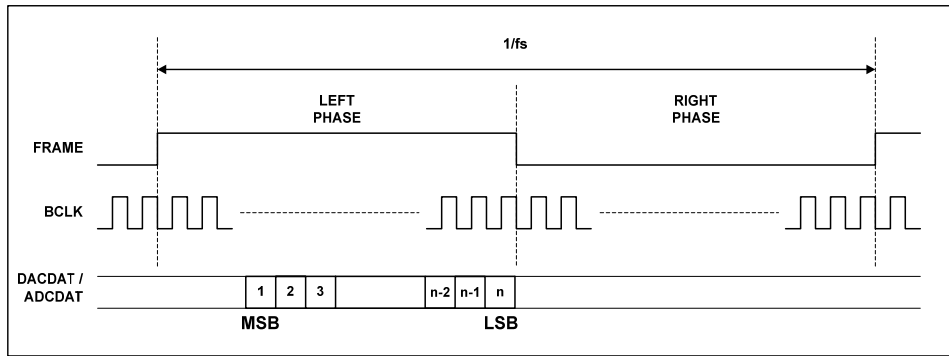 1/fs
LEFT
PHASE
RIGHT
PHASE
FRAME
BCLK
DACDAT /
ADCDAT
1 2 3 n-2 n-1 n
MSB LSB